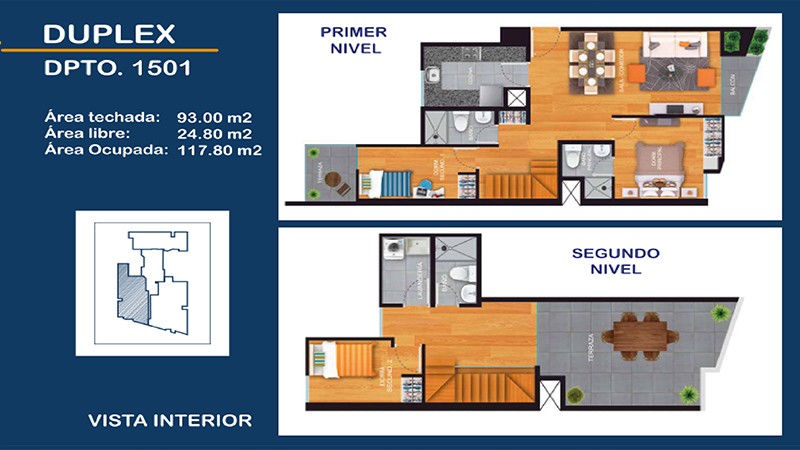 DUPLEX
DPTO. 1501
Área techada: 93.00 m2
Área libre: 24.80 m2
Área Ocupada: 117.80 m2
VISTA INTERIOR
PRIMER
NIVEL
SALA - COMEDOR
BALCÓN
TERRAZA
DORM.
SECUND. 1
BAÑO
DORM.
PRINCIPAL
SEGUNDO
NIVEL
LAVANDERÍA
BAÑO
DORM.
SECUND. 2
TERRAZA